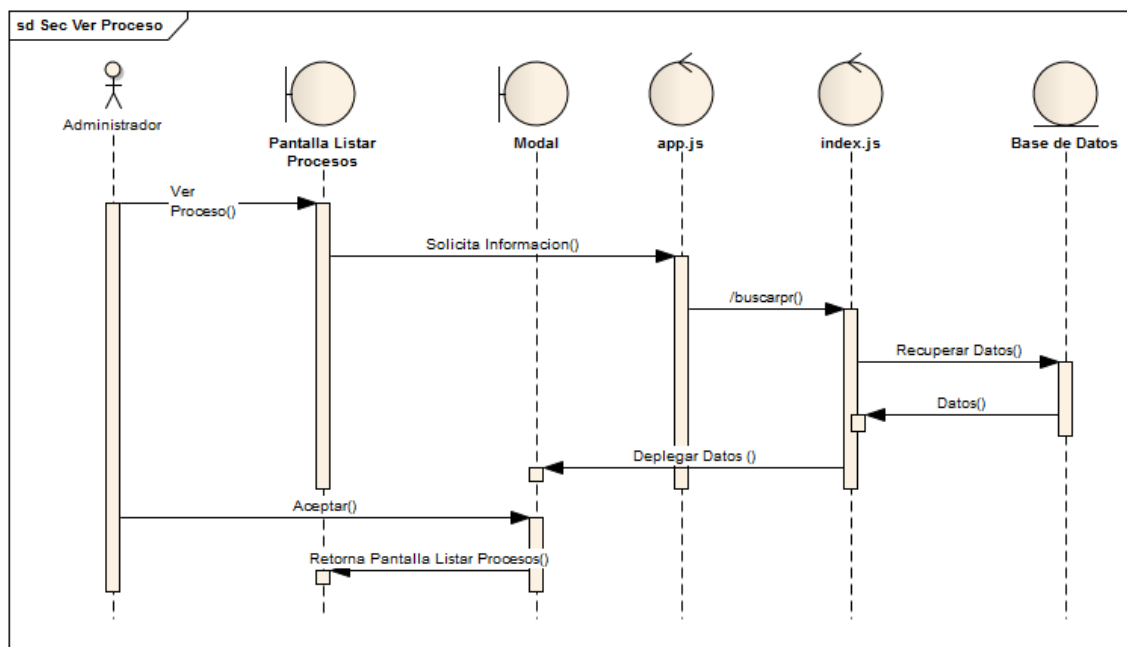 sd Sec Ver Proceso
Administrador
Pantalla Listar
Procesos
Modal
app.js
index.js
Base de Datos
Ver
Proceso()
Solicita Informacion()
/buscarpr()
Recuperar Datos()
Datos()
Deplegar Datos ()
Aceptar()
Retorna Pantalla Listar Procesos()